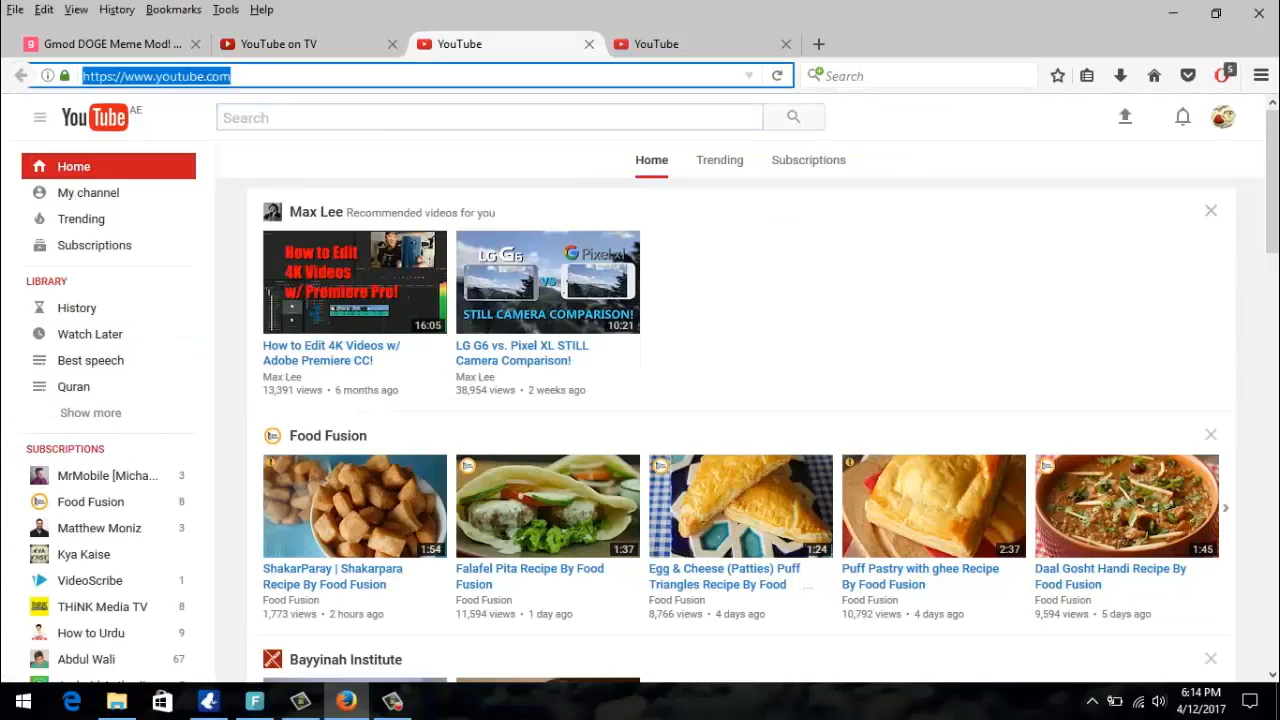 File Edit View History Bookmarks Tools Help
Gmod DOGE Meme Mod! ...
YouTube on TV
YouTube
YouTube
https://www.youtube.com
Search
5
YouTube AE
Search
Home
My channel
Trending
Subscriptions
LIBRARY
History
Watch Later
Best speech
Quran
Show more
SUBSCRIPTIONS
MrMobile [Micha... 3
Food Fusion 8
Matthew Moniz 3
Kya Kaise
VideoScribe 1
THiNK Media TV 8
How to Urdu 9
Abdul Wali 67
Home Trending Subscriptions
Max Lee Recommended videos for you
How to Edit
4K Videos
w/ Premiere Pro!
16:05
How to Edit 4K Videos w/
Adobe Premiere CC!
Max Lee
13,391 views • 6 months ago
LG G6 Pixel XL
VS
STILL CAMERA COMPARISON!
10:21
LG G6 vs. Pixel XL STILL
Camera Comparison!
Max Lee
38,954 views • 2 weeks ago
Food Fusion
1:54
ShakarParay | Shakarpara
Recipe By Food Fusion
Food Fusion
1,773 views • 2 hours ago
1:37
Falafel Pita Recipe By Food
Fusion
Food Fusion
11,594 views • 1 day ago
1:24
Egg & Cheese (Patties) Puff
Triangles Recipe By Food ...
Food Fusion
8,766 views • 4 days ago
2:37
Puff Pastry with ghee Recipe
By Food Fusion
Food Fusion
10,792 views • 4 days ago
1:45
Daal Gosht Handi Recipe By
Food Fusion
Food Fusion
9,594 views • 5 days ago
Bayyinah Institute
6:14 PM
4/12/2017